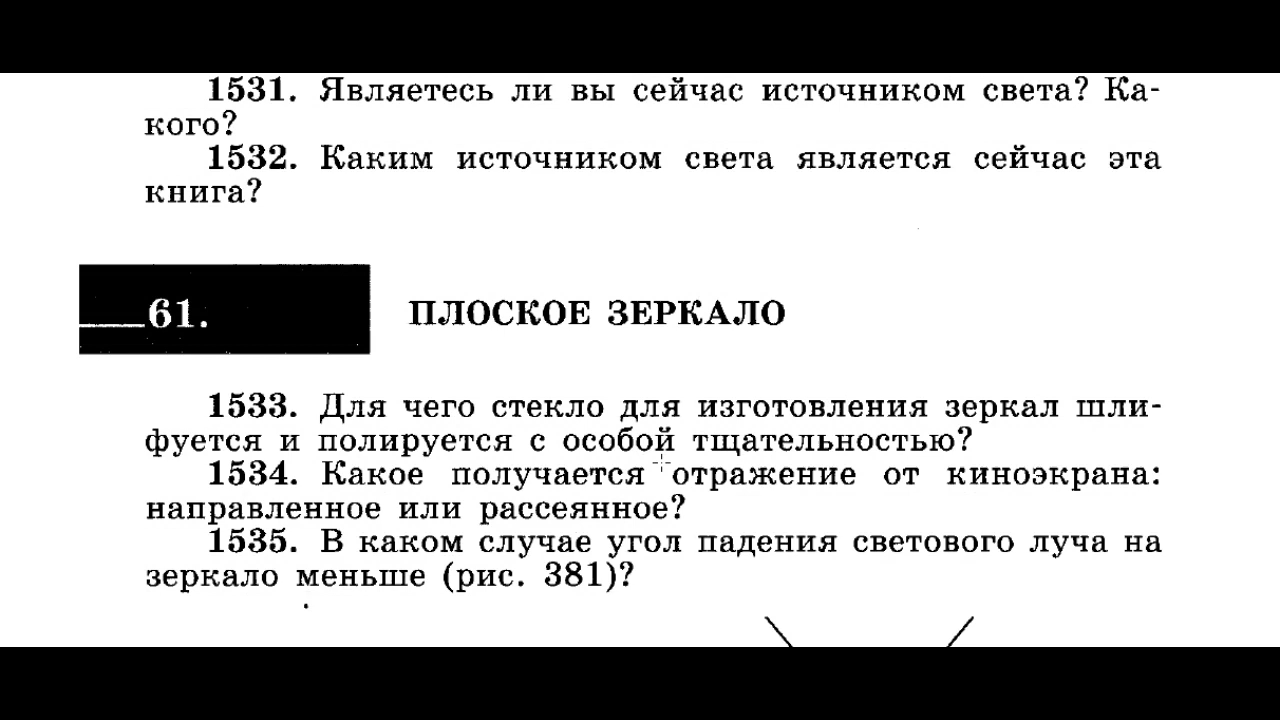 1531. Являетесь ли вы сейчас источником света? Ка-
кого?
1532. Каким источником света является сейчас эта
книга?
61. ПЛОСКОЕ ЗЕРКАЛО
1533. Для чего стекло для изготовления зеркал шли-
фуется и полируется с особой тщательностью?
1534. Какое получается отражение от киноэкрана:
направленное или рассеянное?
1535. В каком случае угол падения светового луча на
зеркало меньше (рис. 381)?